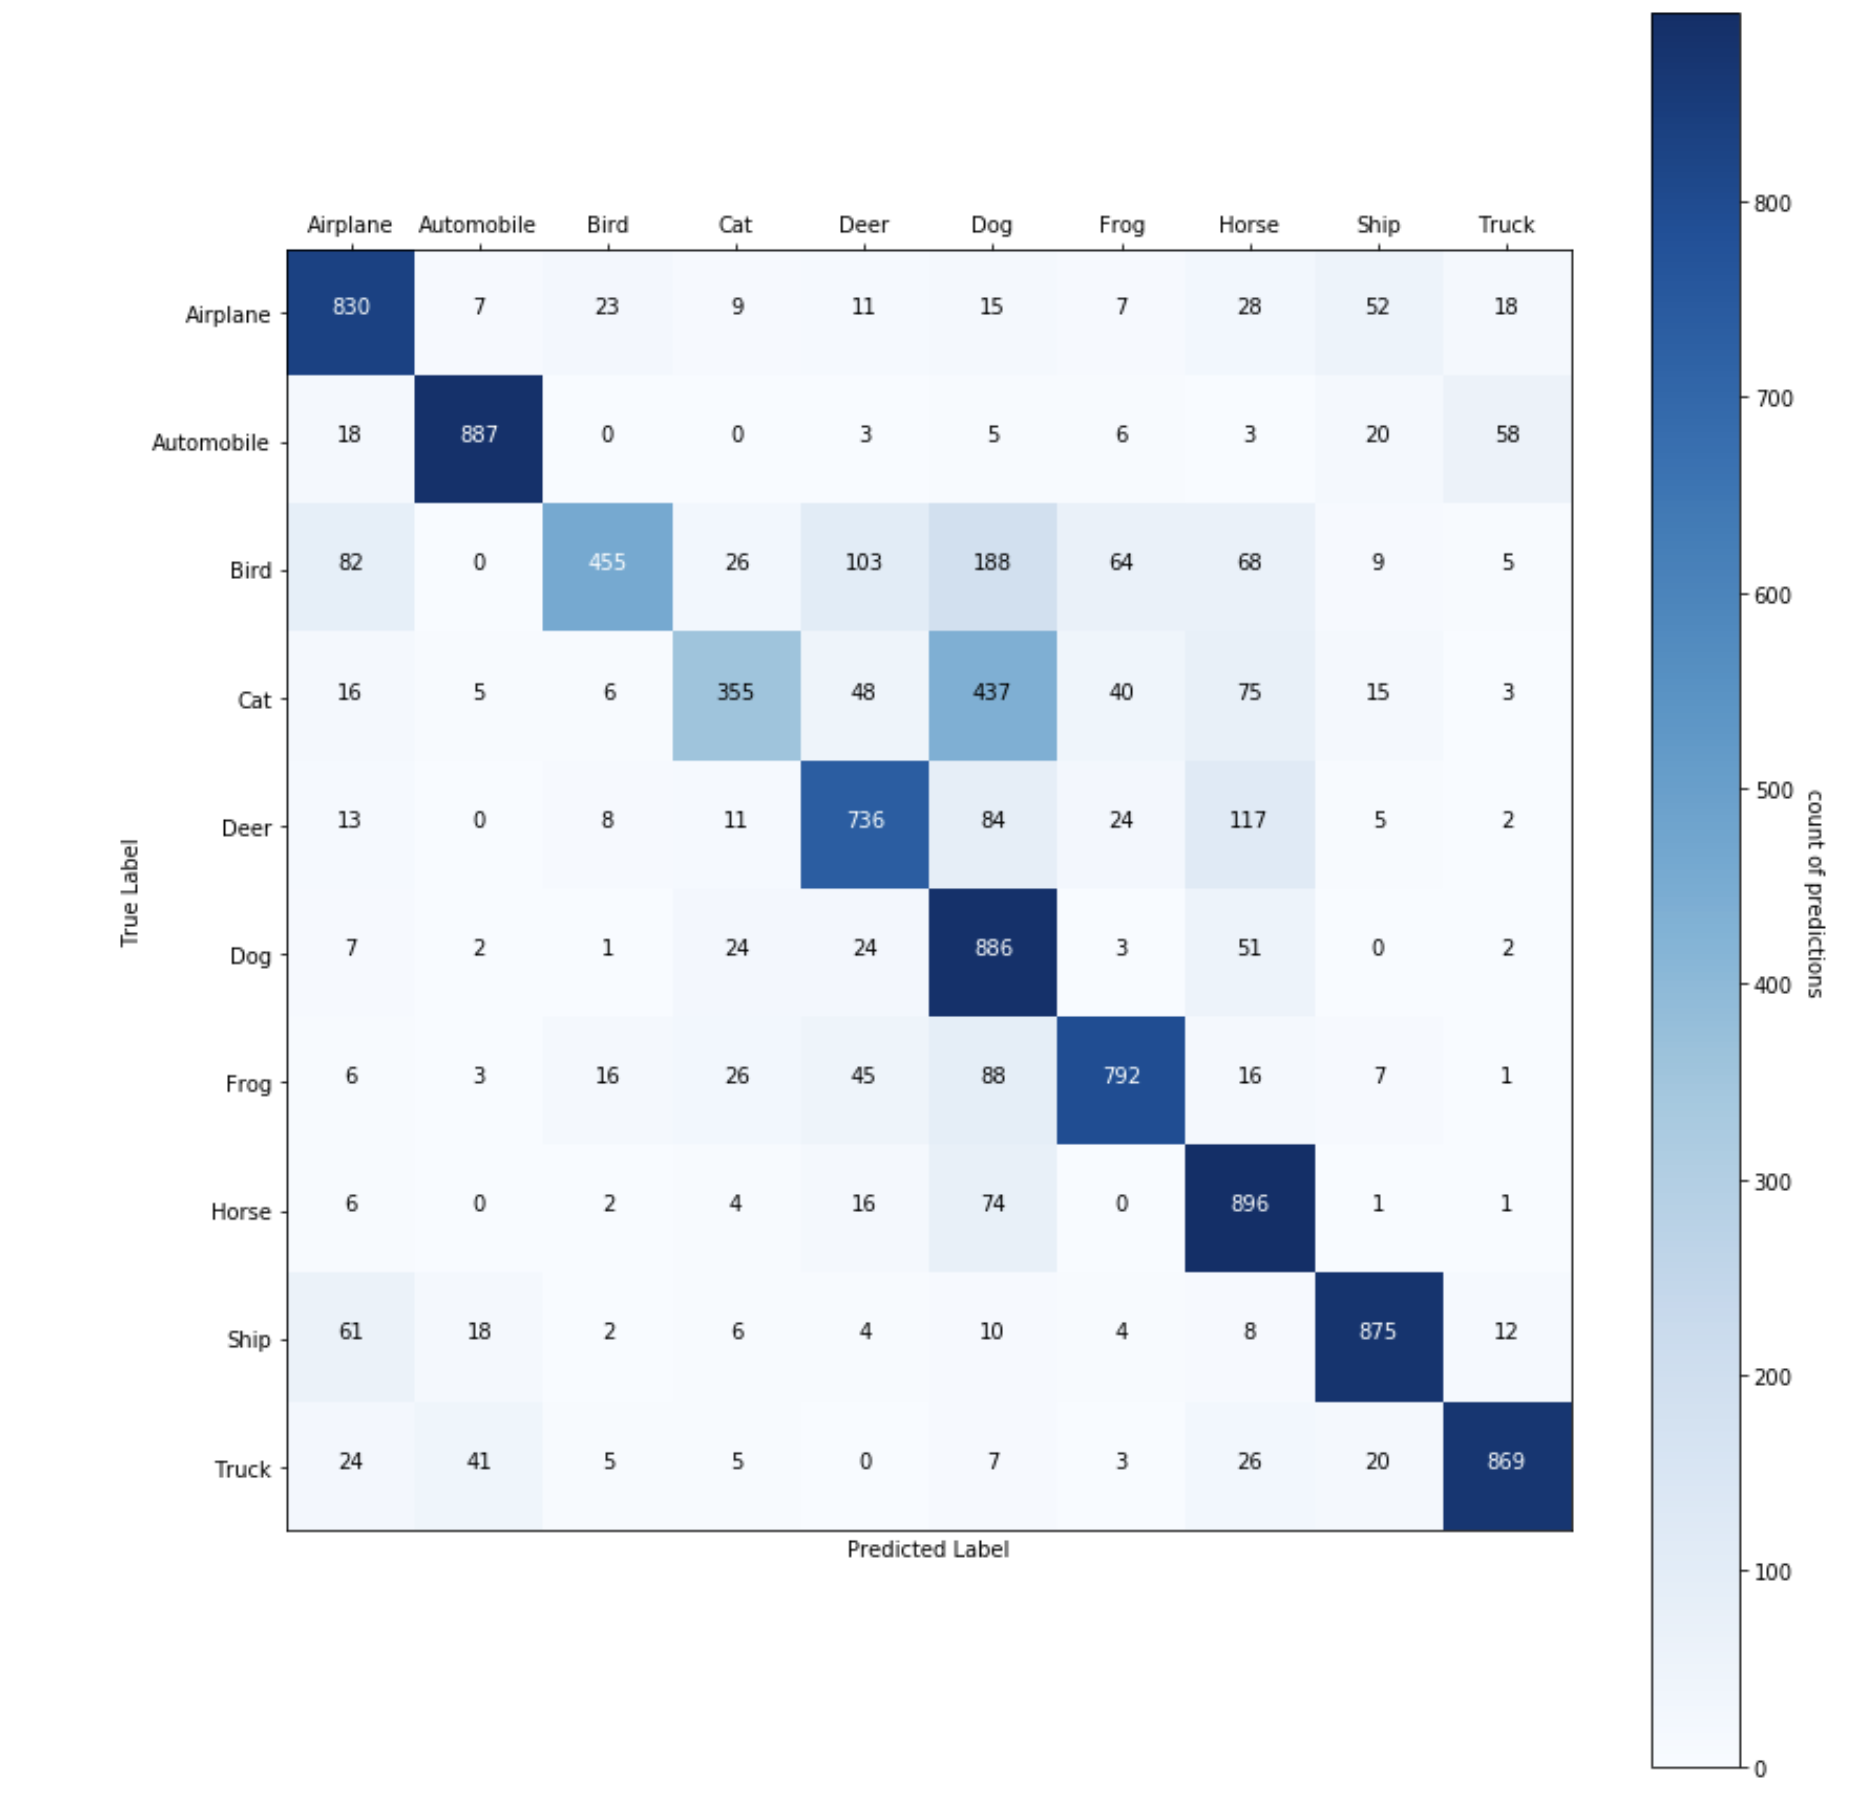 Airplane Automobile Bird Cat Deer Dog Frog Horse Ship Truck
Airplane 830 7 23 9 11 15 7 28 52 18
Automobile 18 887 0 0 3 5 6 3 20 58
Bird 82 0 455 26 103 188 64 68 9 5
Cat 16 5 6 355 48 437 40 75 15 3
Deer 13 0 8 11 736 84 24 117 5 2
Dog 7 2 1 24 24 886 3 51 0 2
Frog 6 3 16 26 45 88 792 16 7 1
Horse 6 0 2 4 16 74 0 896 1 1
Ship 61 18 2 6 4 10 4 8 875 12
Truck 24 41 5 5 0 7 3 26 20 869
True Label
Predicted Label
800
700
600
500
400
300
200
100
0
count of predictions